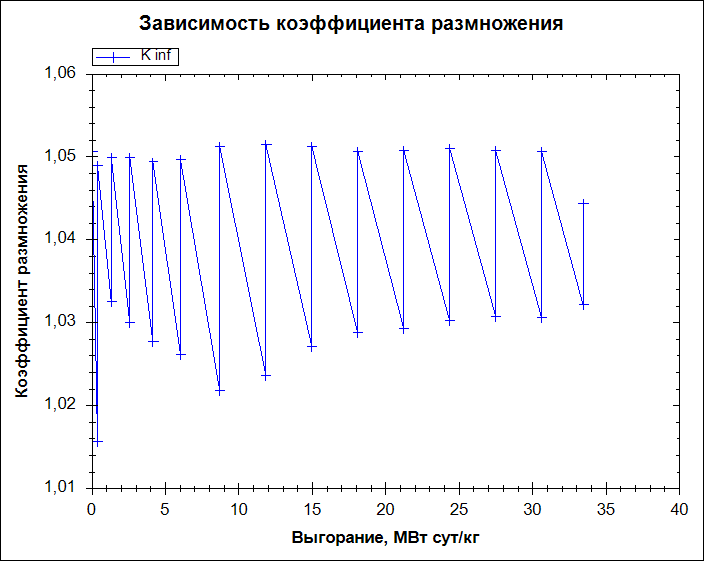 Зависимость коэффициента размножения
K inf
1,06
1,05
1,04
1,03
1,02
1,01
Коэффициент размножения
0 5 10 15 20 25 30 35 40
Выгорание, МВт сут/кг